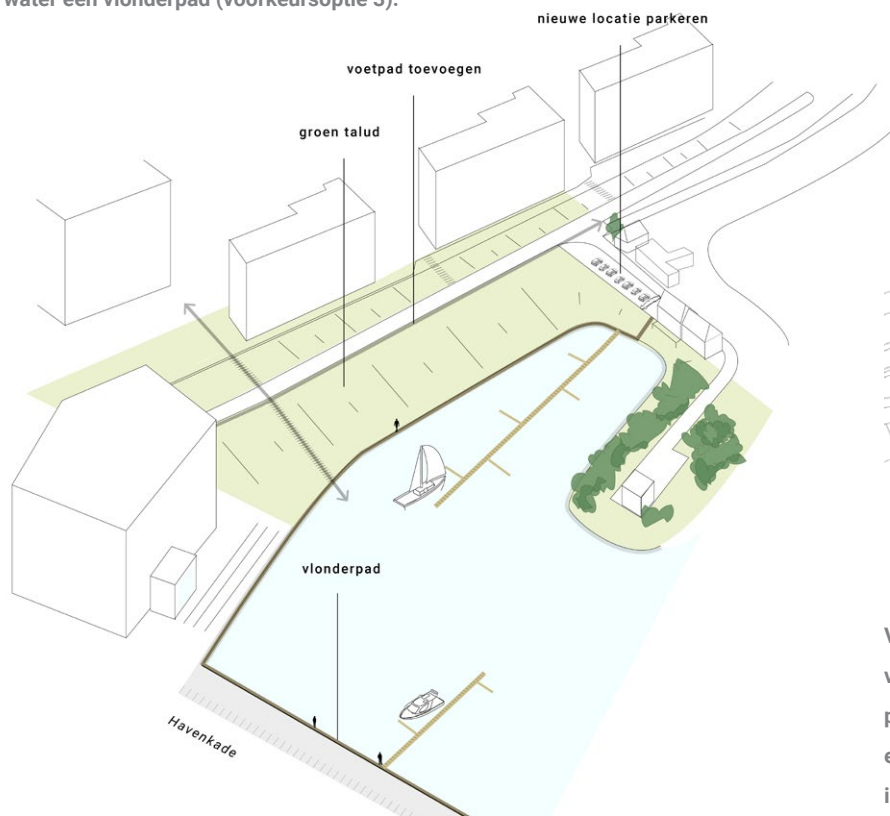 water een vlonderpad (voorkeursoptie 3).
nieuwe locatie parkeren
voetpad toevoegen
groen talud
vlonderpad
Havenkade